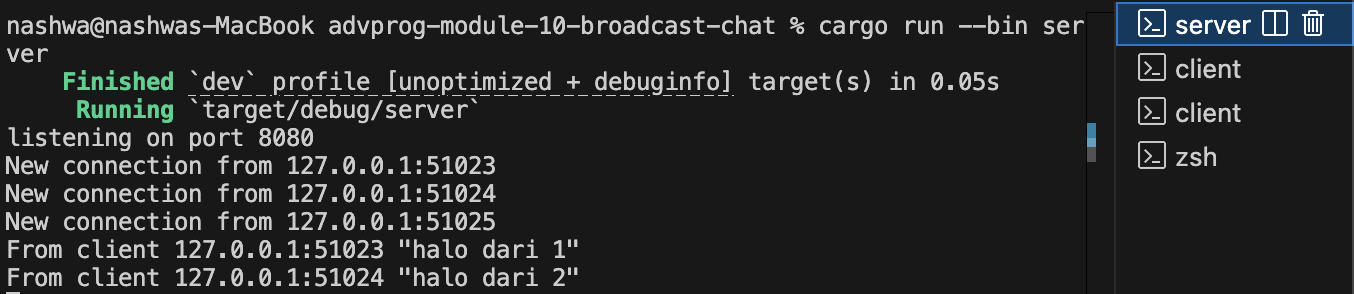 nashwa@nashwas-MacBook advprog-module-10-broadcast-chat % cargo run --bin ser
ver
    Finished `dev` profile [unoptimized + debuginfo] target(s) in 0.05s
     Running `target/debug/server`
listening on port 8080
New connection from 127.0.0.1:51023
New connection from 127.0.0.1:51024
New connection from 127.0.0.1:51025
From client 127.0.0.1:51023 "halo dari 1"
From client 127.0.0.1:51024 "halo dari 2"
server
client
client
zsh